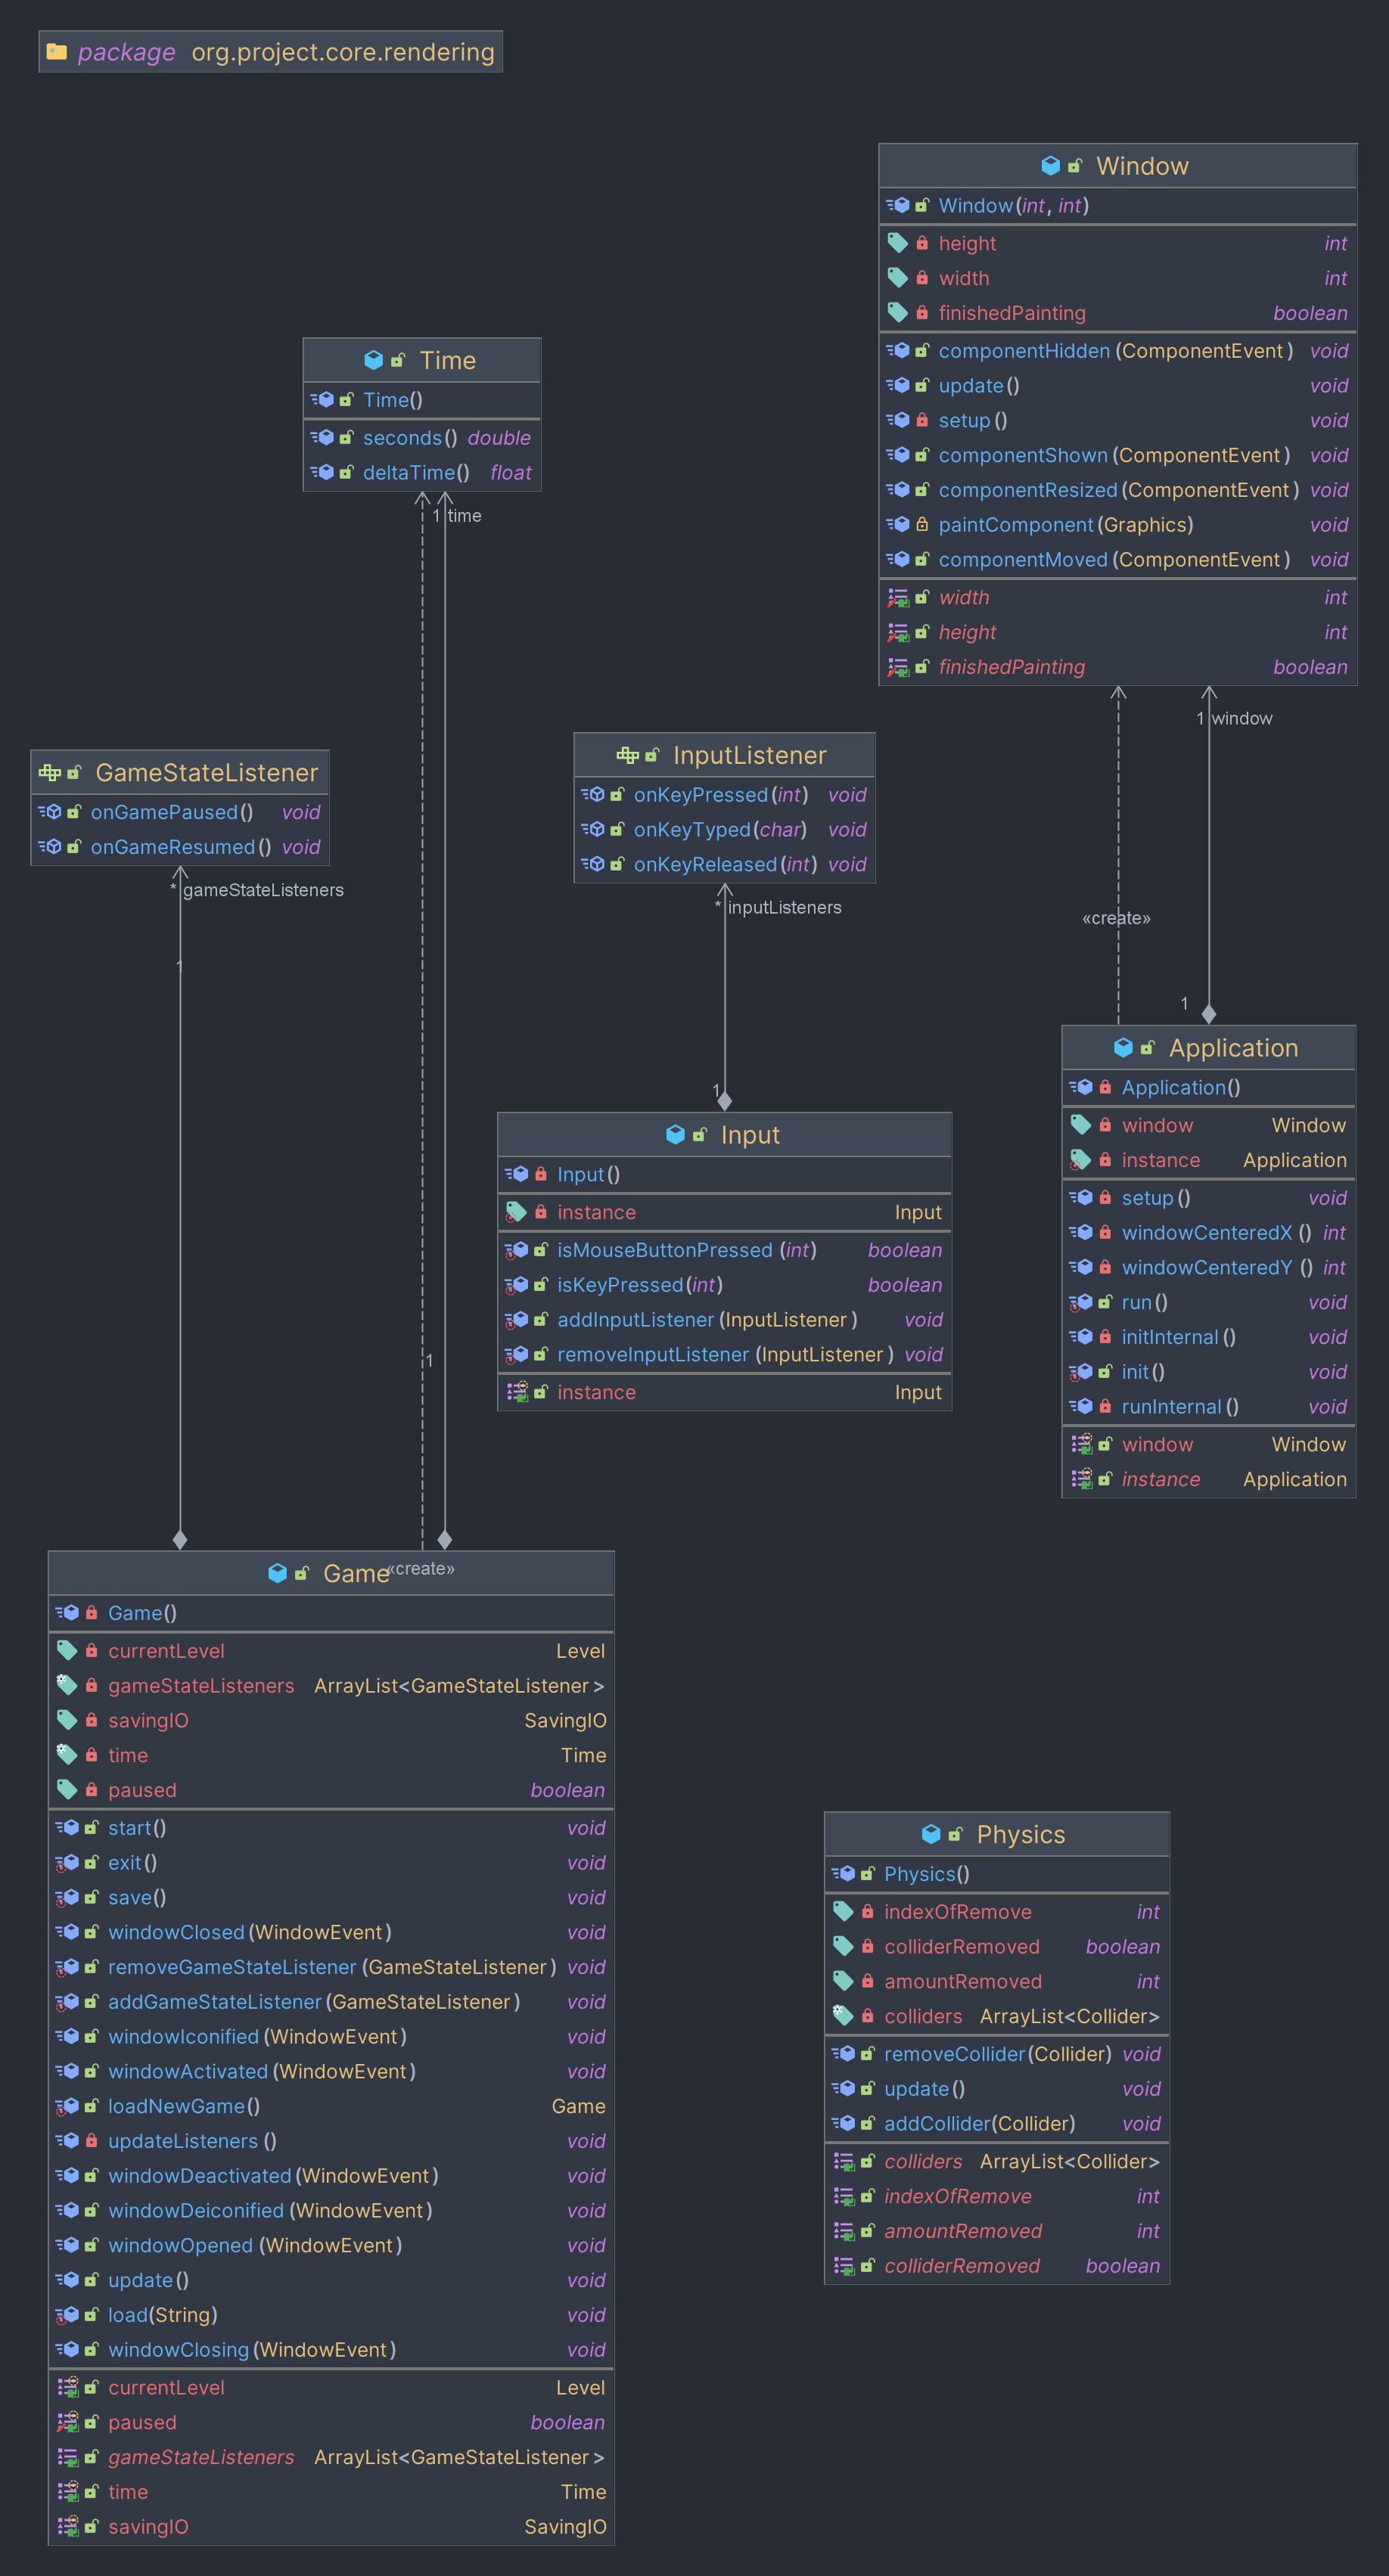 package org.project.core.rendering
Window
Window(int, int)
height int
width int
finishedPainting boolean
componentHidden(ComponentEvent) void
update() void
setup() void
componentShown(ComponentEvent) void
componentResized(ComponentEvent) void
paintComponent(Graphics) void
componentMoved(ComponentEvent) void
width int
height int
finishedPainting boolean
Time
Time()
seconds() double
deltaTime() float
1 time
1 window
GameStateListener
onGamePaused() void
onGameResumed() void
* gameStateListeners
1
InputListener
onKeyPressed(int) void
onKeyTyped(char) void
onKeyReleased(int) void
* inputListeners
«create»
1
1
Application
Application()
window Window
instance Application
setup() void
windowCenteredX() int
windowCenteredY() int
run() void
initInternal() void
init() void
runInternal() void
window Window
instance Application
Input
Input()
instance Input
isMouseButtonPressed(int) boolean
isKeyPressed(int) boolean
addInputListener(InputListener) void
removeInputListener(InputListener) void
instance Input
1
Game
«create»
Game()
currentLevel Level
gameStateListeners ArrayList<GameStateListener>
savingIO SavingIO
time Time
paused boolean
start() void
exit() void
save() void
windowClosed(WindowEvent) void
removeGameStateListener(GameStateListener) void
addGameStateListener(GameStateListener) void
windowIconified(WindowEvent) void
windowActivated(WindowEvent) void
loadNewGame() Game
updateListeners() void
windowDeactivated(WindowEvent) void
windowDeiconified(WindowEvent) void
windowOpened(WindowEvent) void
update() void
load(String) void
windowClosing(WindowEvent) void
currentLevel Level
paused boolean
gameStateListeners ArrayList<GameStateListener>
time Time
savingIO SavingIO
Physics
Physics()
indexOfRemove int
colliderRemoved boolean
amountRemoved int
colliders ArrayList<Collider>
removeCollider(Collider) void
update() void
addCollider(Collider) void
colliders ArrayList<Collider>
indexOfRemove int
amountRemoved int
colliderRemoved boolean